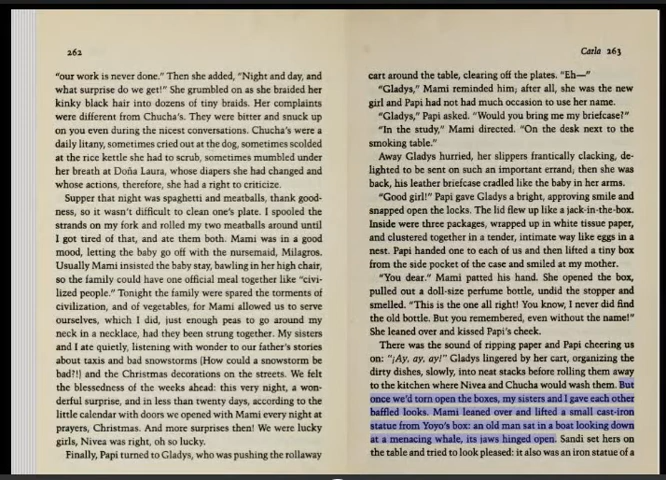 262
"our work is never done." Then she added, "Night and day, and
what surprise do we get!" She grumbled on as she braided her
kinky black hair into dozens of tiny braids. Her complaints
were different from Chucha's. They were bitter and snuck up
on you even during the nicest conversations. Chucha's were a
daily litany, sometimes cried out at the dog, sometimes scolded
at the rice kettle she had to scrub, sometimes mumbled under
her breath at Doña Laura, whose diapers she had changed and
whose actions, therefore, she had a right to criticize.
Supper that night was spaghetti and meatballs, thank good-
ness, so it wasn't difficult to clean one's plate. I spooled the
strands on my fork and rolled my two meatballs around until
I got tired of that, and ate them both. Mami was in a good
mood, letting the baby go off with the nursemaid, Milagros.
Usually Mami insisted the baby stay, bawling in her high chair,
so the family could have one official meal together like "civi-
lized people." Tonight the family were spared the torments of
civilization, and of vegetables, for Mami allowed us to serve
ourselves, which I did, just enough peas to go around my
neck in a necklace, had they been strung together. My sisters
and I ate quietly, listening with wonder to our father's stories
about taxis and bad snowstorms (How could a snowstorm be
bad?!) and the Christmas decorations on the streets. We felt
the blessedness of the weeks ahead: this very night, a won-
derful surprise, and in less than twenty days, according to the
little calendar with doors we opened with Mami every night at
prayers, Christmas. And more surprises then! We were lucky
girls, Nivea was right, oh so lucky.
Finally, Papi turned to Gladys, who was pushing the rollaway
Carla 263
cart around the table, clearing off the plates. "Eh—"
"Gladys," Mami reminded him; after all, she was the new
girl and Papi had not had much occasion to use her name.
"Gladys," Papi asked. "Would you bring me my briefcase?"
"In the study," Mami directed. "On the desk next to the
smoking table."
Away Gladys hurried, her slippers frantically clacking, de-
lighted to be sent on such an important errand; then she was
back, his leather briefcase cradled like the baby in her arms.
"Good girl!" Papi gave Gladys a bright, approving smile and
snapped open the locks. The lid flew up like a jack-in-the-box.
Inside were three packages, wrapped up in white tissue paper,
and clustered together in a tender, intimate way like eggs in a
nest. Papi handed one to each of us and then lifted a tiny box
from the side pocket of the case and smiled at my mother.
"You dear." Mami patted his hand. She opened the box,
pulled out a doll-size perfume bottle, undid the stopper and
smelled. "This is the one all right! You know, I never did find
the old bottle. But you remembered, even without the name!"
She leaned over and kissed Papi's cheek.
There was the sound of ripping paper and Papi cheering us
on: "¡Ay, ay, ay!" Gladys lingered by her cart, organizing the
dirty dishes, slowly, into neat stacks before rolling them away
to the kitchen where Nivea and Chucha would wash them. But
once we'd torn open the boxes, my sisters and I gave each other
baffled looks. Mami leaned over and lifted a small cast-iron
statue from Yoyo's box: an old man sat in a boat looking down
at a menacing whale, its jaws hinged open. Sandi set hers on
the table and tried to look pleased: it also was an iron statue of a